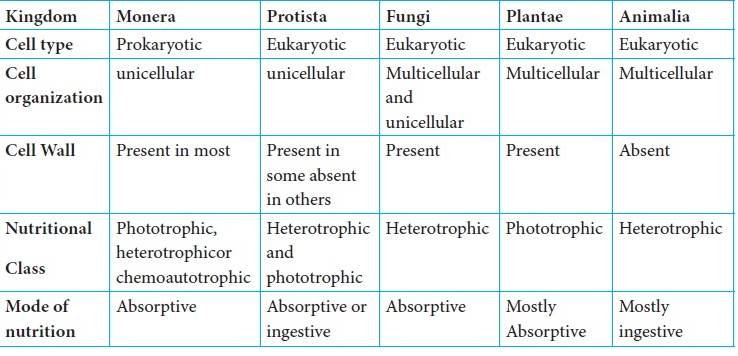 Kingdom Monera Protista Fungi Plantae Animalia
Cell type Prokaryotic Eukaryotic Eukaryotic Eukaryotic Eukaryotic
Cell unicellular unicellular Multicellular Multicellular Multicellular
organization and
unicellular
Cell Wall Present in most Present in Present Present Absent
some absent
in others
Nutritional Phototrophic, Heterotrophic Heterotrophic Phototrophic Heterotrophic
heterotrophicor and
Class chemoautotrophic phototrophic
Mode of Absorptive Absorptive or Absorptive Mostly Mostly
nutrition ingestive Absorptive ingestive